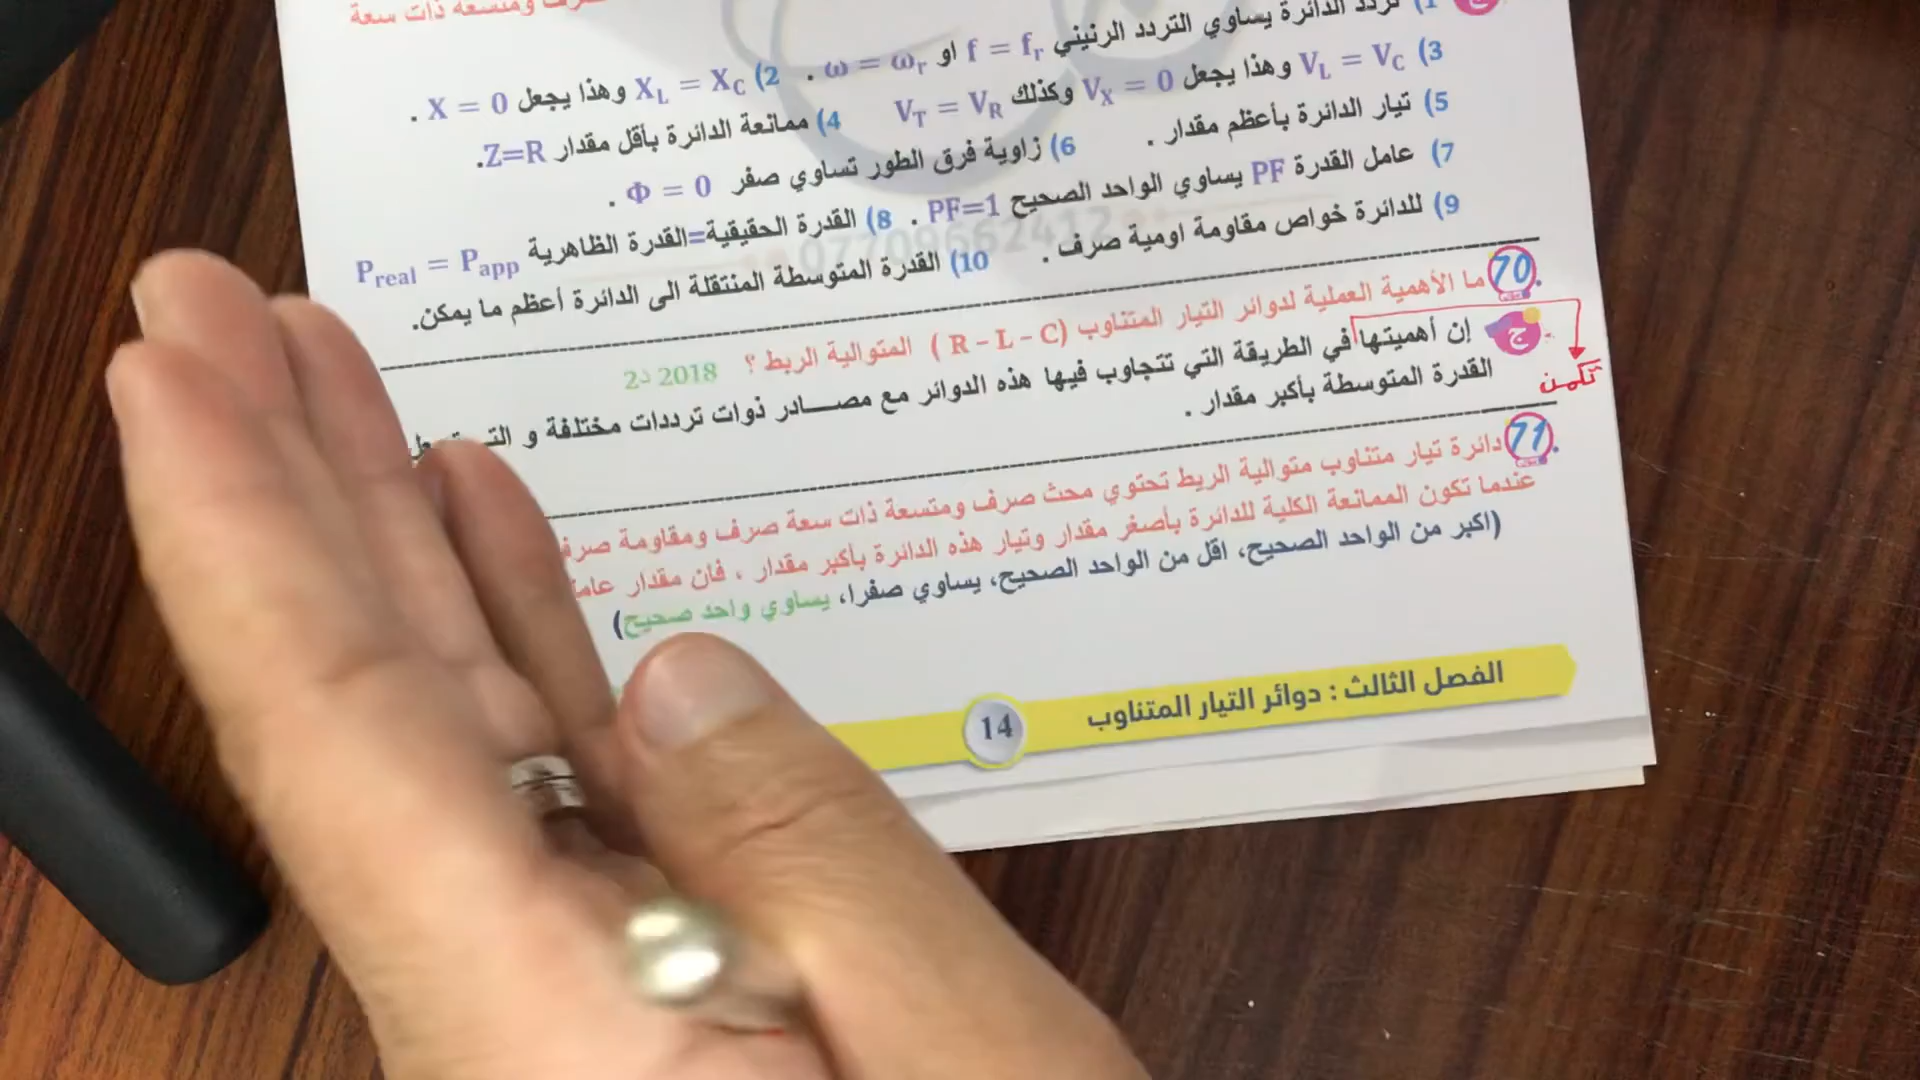 ومتسعة ذات سعة
1) تردد الدائرة يساوي التردد الرنيني f = fr او ω = ωr . 2) XL = XC وهذا يجعل X = 0 .
3) VL = VC وهذا يجعل VX = 0 وكذلك VT = VR 4) ممانعة الدائرة بأقل مقدار Z=R.
5) تيار الدائرة بأعظم مقدار . 6) زاوية فرق الطور تساوي صفر Φ = 0 .
7) عامل القدرة PF يساوي الواحد الصحيح PF=1 . 8) القدرة الحقيقية=القدرة الظاهرية Preal = Papp
9) للدائرة خواص مقاومة اومية صرف . 10) القدرة المتوسطة المنتقلة الى الدائرة أعظم ما يمكن.
07709662412
70. ما الأهمية العملية لدوائر التيار المتناوب (R - L - C ) المتوالية الربط ؟ 2018 د2
ج إن أهميتها في الطريقة التي تتجاوب فيها هذه الدوائر مع مصــادر ذوات ترددات مختلفة و
تكمن
القدرة المتوسطة بأكبر مقدار .
71. دائرة تيار متناوب متوالية الربط تحتوي محث صرف ومتسعة ذات سعة صرف ومقاومة صرف
عندما تكون الممانعة الكلية للدائرة بأصغر مقدار وتيار هذه الدائرة بأكبر مقدار ، فان مقدار
(اكبر من الواحد الصحيح، اقل من الواحد الصحيح، يساوي صفرا، يساوي واحد صحيح)
الفصل الثالث : دوائر التيار المتناوب
14